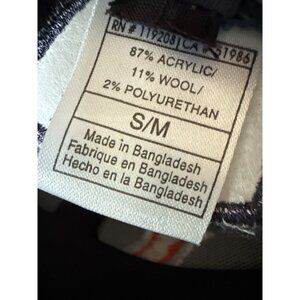 RN # 119208 | CA # 51986
87% ACRYLIC/
11% WOOL/
2% POLYURETHAN
S/M
Made in Bangladesh
Fabrique en Bangladesh
Hecho en la Bangladesh